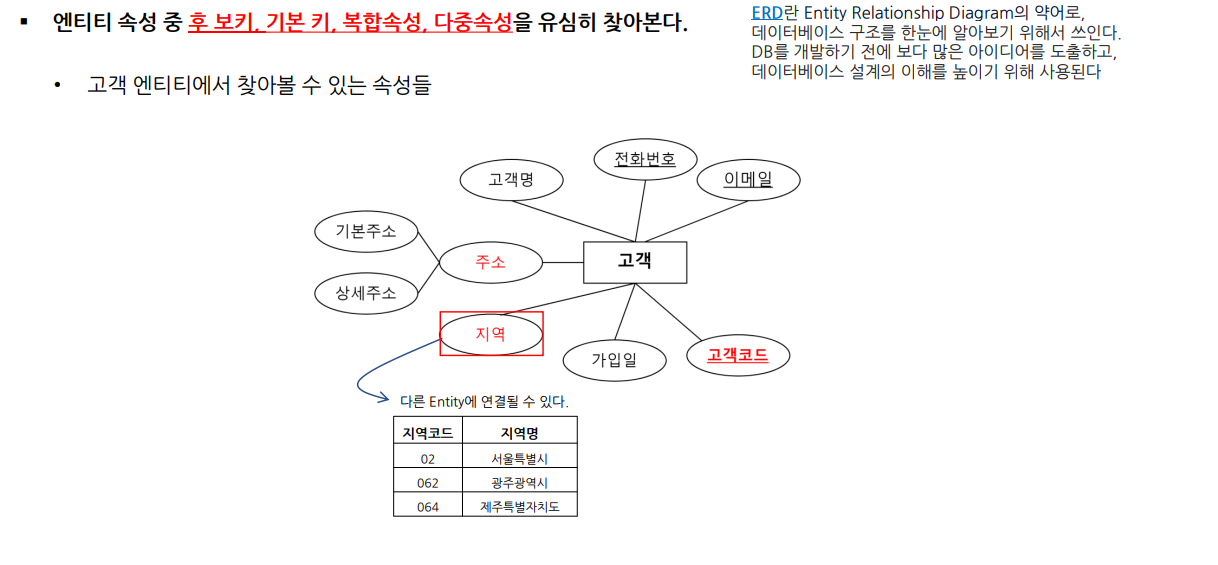 ▪ 엔티티 속성 중 후 보키, 기본 키, 복합속성, 다중속성을 유심히 찾아본다.
• 고객 엔티티에서 찾아볼 수 있는 속성들
ERD란 Entity Relationship Diagram의 약어로,
데이터베이스 구조를 한눈에 알아보기 위해서 쓰인다.
DB를 개발하기 전에 보다 많은 아이디어를 도출하고,
데이터베이스 설계의 이해를 높이기 위해 사용된다
전화번호
고객명
이메일
기본주소
주소
고객
상세주소
지역
가입일
고객코드
다른 Entity에 연결될 수 있다.
지역코드 지역명
02 서울특별시
062 광주광역시
064 제주특별자치도